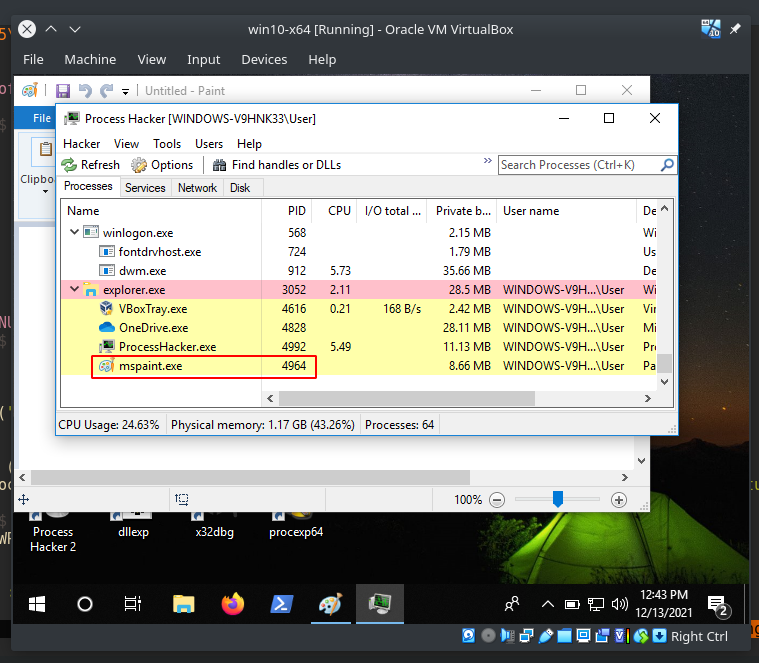 win10-x64 [Running] - Oracle VM VirtualBox
File Machine View Input Devices Help
Untitled - Paint
File
Clipbo
Process Hacker [WINDOWS-V9HNK33\User]
Hacker View Tools Users Help
Refresh Options Find handles or DLLs » Search Processes (Ctrl+K)
Processes Services Network Disk
Name PID CPU I/O total ... Private b... User name De
winlogon.exe 568 2.15 MB Wi
fontdrvhost.exe 724 1.79 MB Us
dwm.exe 912 5.73 35.66 MB De
explorer.exe 3052 2.11 28.5 MB WINDOWS-V9H...\User Wi
VBoxTray.exe 4616 0.21 168 B/s 2.42 MB WINDOWS-V9H...\User Vir
OneDrive.exe 4828 28.11 MB WINDOWS-V9H...\User Mi
ProcessHacker.exe 4992 5.49 11.13 MB WINDOWS-V9H...\User Pro
mspaint.exe 4964 8.66 MB WINDOWS-V9H...\User Pa
CPU Usage: 24.63% Physical memory: 1.17 GB (43.26%) Processes: 64
100%
Process
Hacker 2
dllexp
x32dbg
procexp64
12:43 PM
12/13/2021
2
Right Ctrl